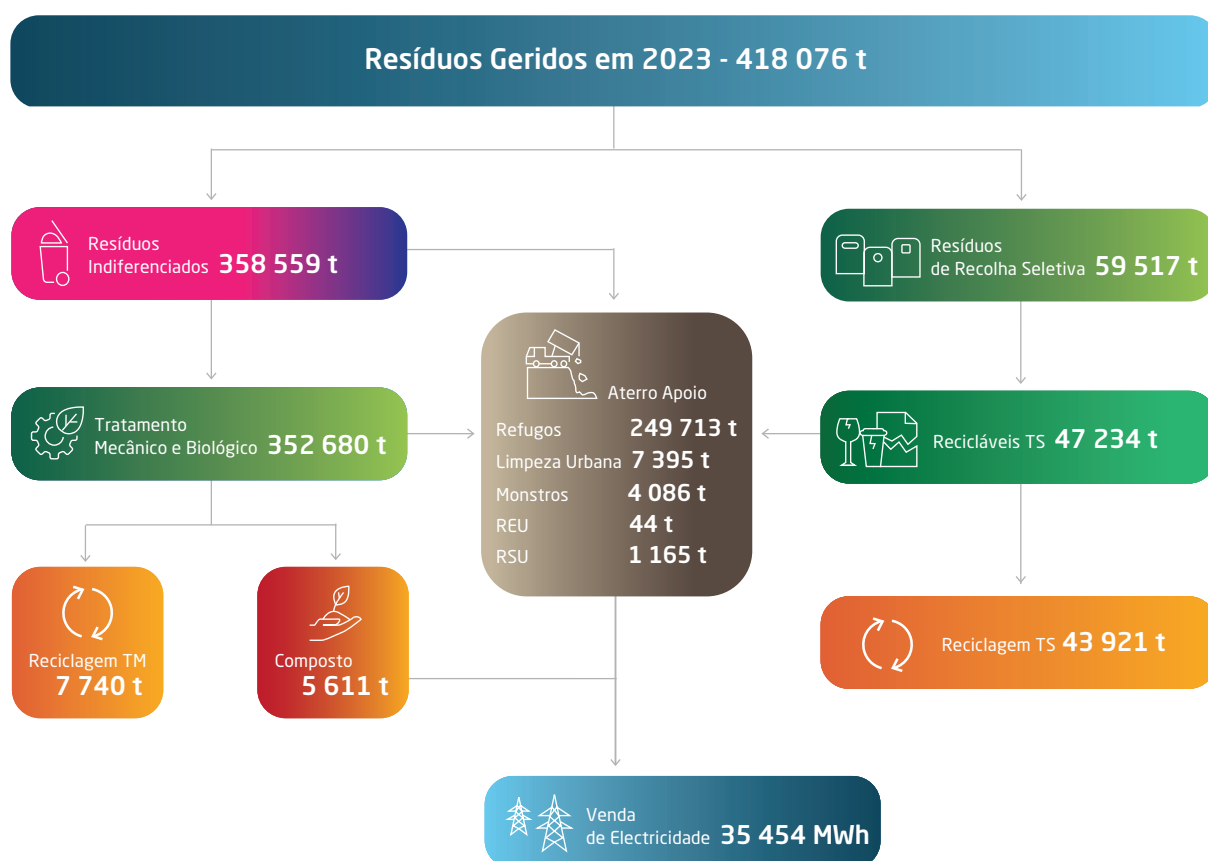 Resíduos Geridos em 2023 - 418 076 t
Resíduos
Indiferenciados 358 559 t
Resíduos
de Recolha Seletiva 59 517 t
Aterro Apoio
Refugos 249 713 t
Limpeza Urbana 7 395 t
Monstros 4 086 t
REU 44 t
RSU 1 165 t
Tratamento
Mecânico e Biológico 352 680 t
Recicláveis TS 47 234 t
Reciclagem TM
7 740 t
Composto
5 611 t
Reciclagem TS 43 921 t
Venda
de Electricidade 35 454 MWh